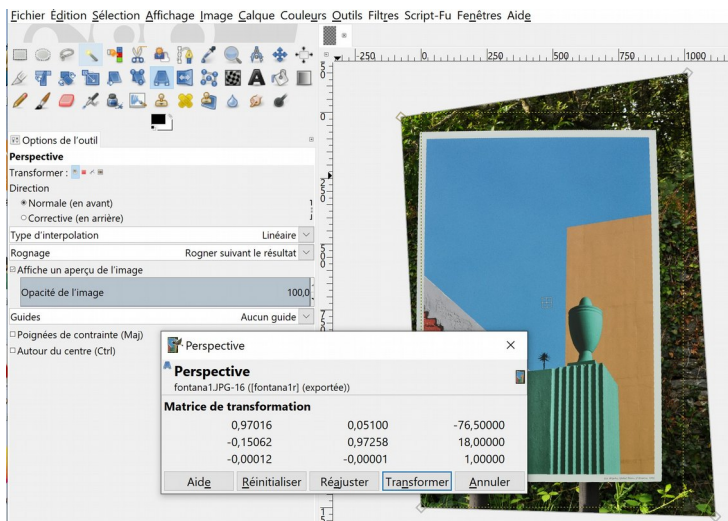 Fichier Édition Sélection Affichage Image Calque Couleurs Outils Filtres Script-Fu Fenêtres Aide
-250 0 250 500 750 1000
Options de l'outil
Perspective
Transformer :
Direction
Normale (en avant)
Corrective (en arrière)
Type d'interpolation Linéaire
Rognage Rogner suivant le résultat
Affiche un aperçu de l'image
Opacité de l'image 100,0
Guides Aucun guide
Poignées de contrainte (Maj)
Autour du centre (Ctrl)
Perspective
Perspective
fontana1.JPG-16 ([fontana1r] (exportée))
Matrice de transformation
0,97016 0,05100 -76,50000
-0,15062 0,97258 18,00000
-0,00012 -0,00001 1,00000
Aide Réinitialiser Réajuster Transformer Annuler